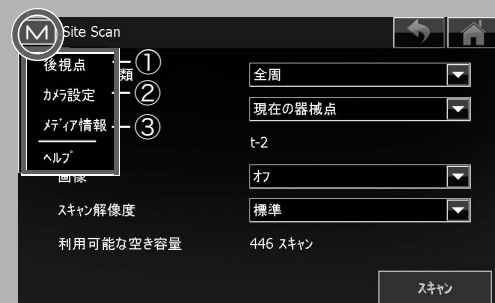 M Site Scan
後視点 ①
類 全周
カメラ設定 ②
現在の器械点
メディア情報 ③
t-2
ヘルプ
画像 オフ
スキャン解像度 標準
利用可能な空き容量 446 スキャン
スキャン